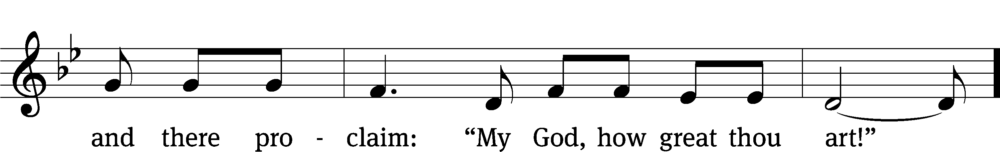 and there pro - claim: “My God, how great thou art!”